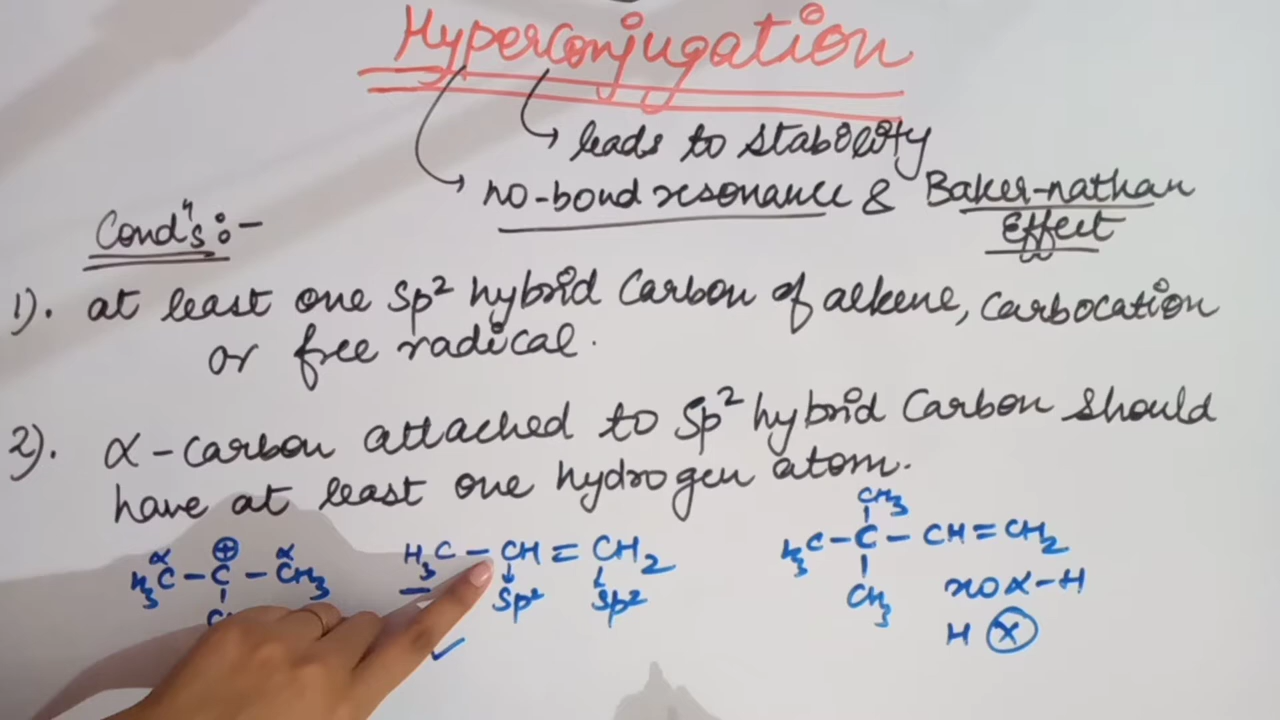 Hyperconjugation
leads to stability
no-bond resonance & Baker-nathan
Effect
Condⁿs :-
1). at least one Sp² hybrid Carbon of alkene, Carbocation
or free radical.
2). α-carbon attached to Sp² hybrid Carbon should
have at least one hydrogen atom.
CH₃
α ⊕ α
H₃C-C-CH₃
H₃C-CH=CH₂
H₃C-C-CH=CH₂
Sp² Sp²
CH₃
no α-H
H ⓧ